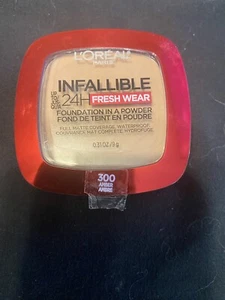 L'ORÉAL
PARIS
INFALLIBLE
UP TO
24H FRESH WEAR
FOUNDATION IN A POWDER
FOND DE TEINT EN POUDRE
FULL MATTE COVERAGE, WATERPROOF
COUVRANCE MAT COMPLÈTE, HYDROFUGE
0.31 OZ/9 g
300
AMBER
AMBRE